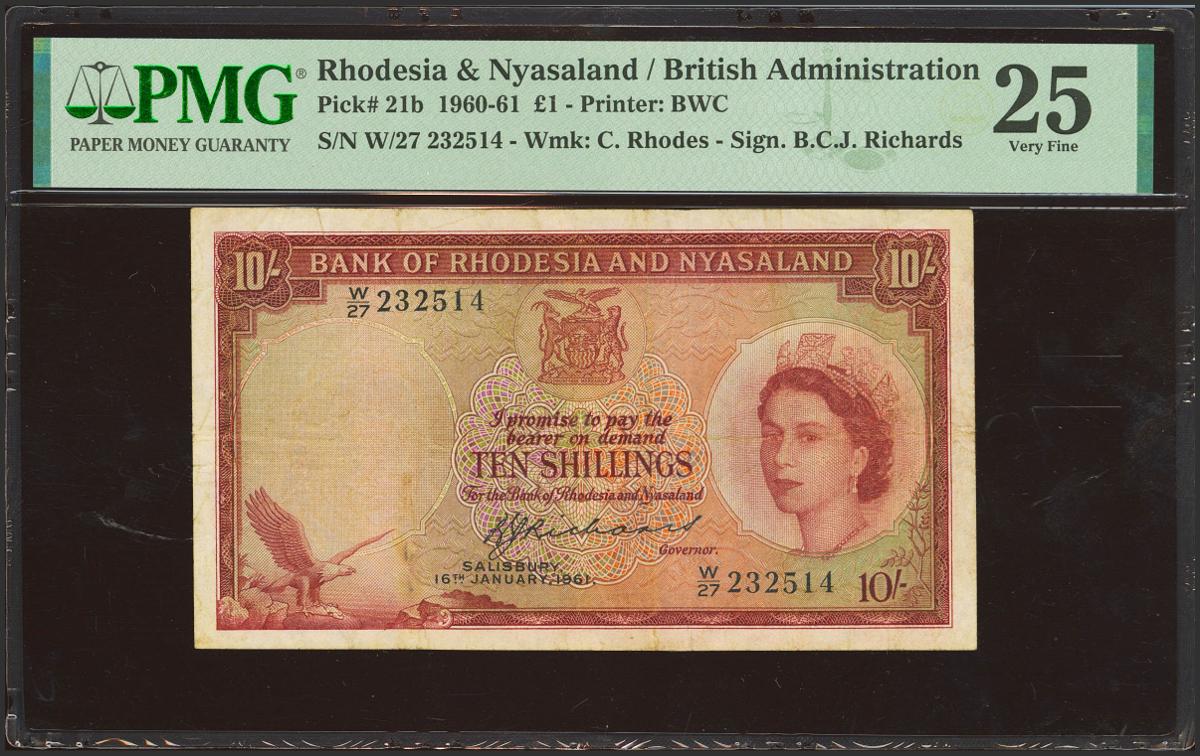 PMG®
PAPER MONEY GUARANTY
Rhodesia & Nyasaland / British Administration
Pick# 21b 1960-61 £1 - Printer: BWC
S/N W/27 232514 - Wmk: C. Rhodes - Sign. B.C.J. Richards
25
Very Fine
10/- BANK OF RHODESIA AND NYASALAND 10/-
W/27 232514
I promise to pay the
bearer on demand
TEN SHILLINGS
For the Bank of Rhodesia and Nyasaland
BCJRichards
Governor.
SALISBURY,
16TH JANUARY, 1961.
W/27 232514 10/-